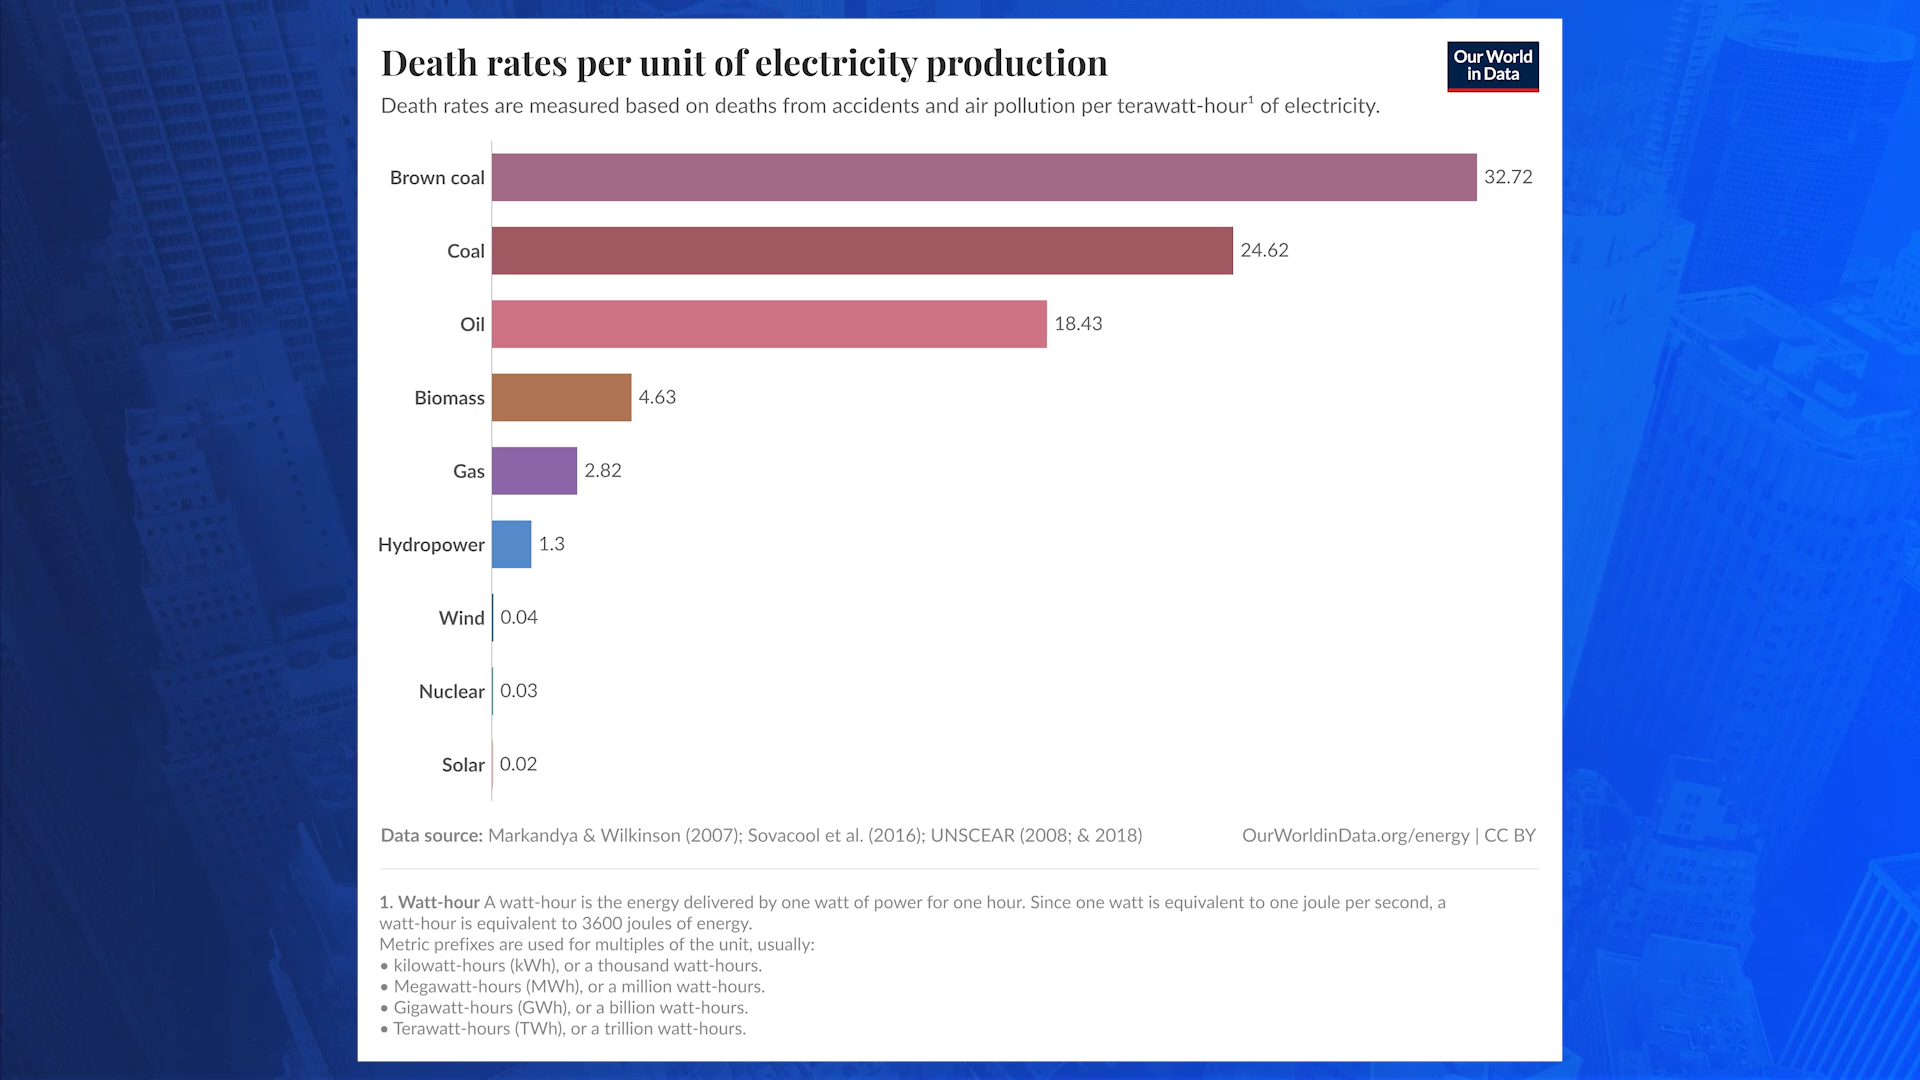 Death rates per unit of electricity production
Our World
in Data
Death rates are measured based on deaths from accidents and air pollution per terawatt-hour¹ of electricity.
Brown coal 32.72
Coal 24.62
Oil 18.43
Biomass 4.63
Gas 2.82
Hydropower 1.3
Wind 0.04
Nuclear 0.03
Solar 0.02
Data source: Markandya & Wilkinson (2007); Sovacool et al. (2016); UNSCEAR (2008; & 2018) OurWorldinData.org/energy | CC BY
1. Watt-hour A watt-hour is the energy delivered by one watt of power for one hour. Since one watt is equivalent to one joule per second, a
watt-hour is equivalent to 3600 joules of energy.
Metric prefixes are used for multiples of the unit, usually:
• kilowatt-hours (kWh), or a thousand watt-hours.
• Megawatt-hours (MWh), or a million watt-hours.
• Gigawatt-hours (GWh), or a billion watt-hours.
• Terawatt-hours (TWh), or a trillion watt-hours.